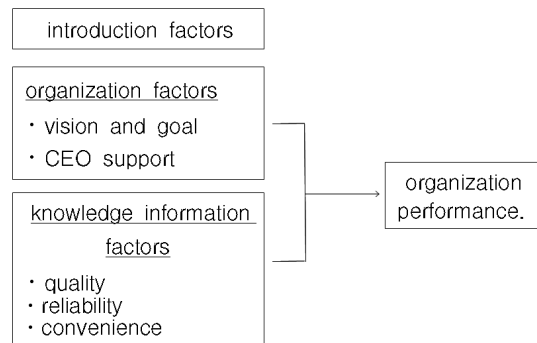 introduction factors
organization factors
· vision and goal
· CEO support
knowledge information
factors
· quality
· reliability
· convenience
organization
performance.